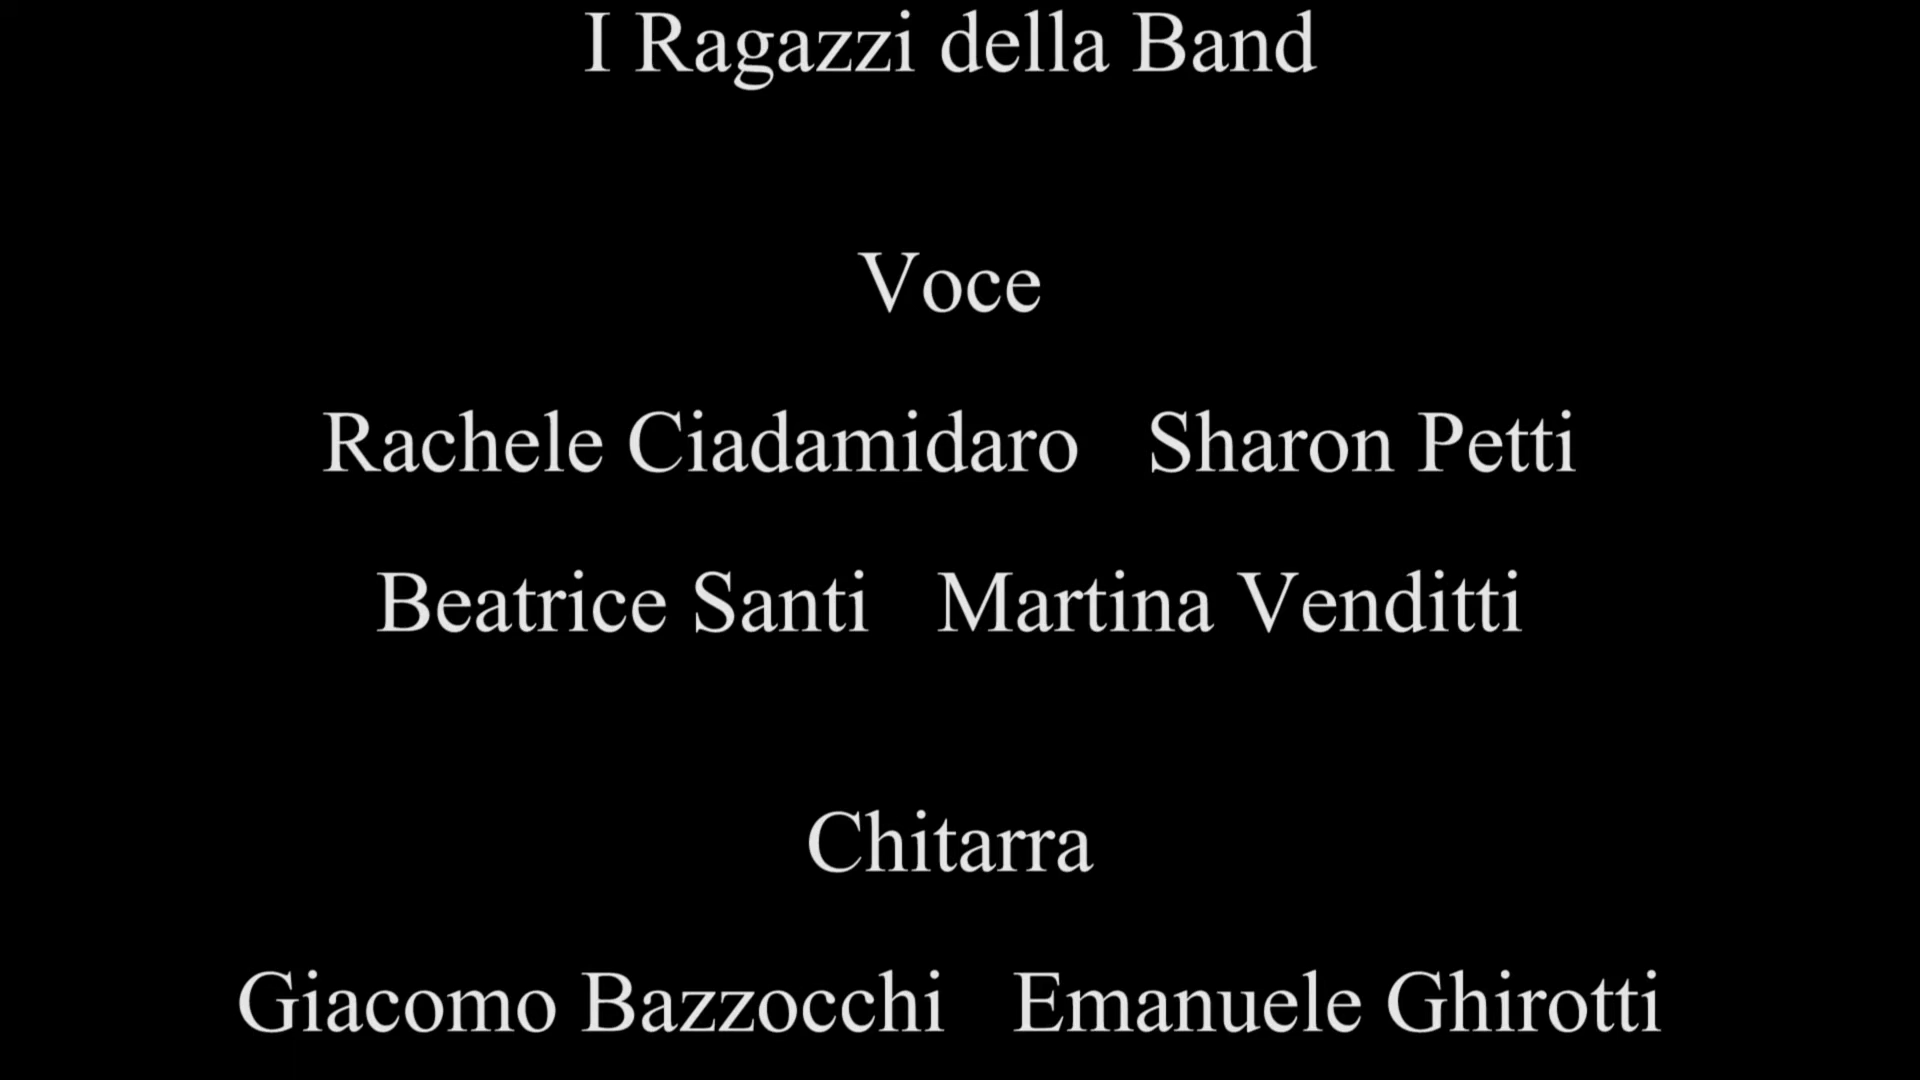 I Ragazzi della Band
Voce
Rachele Ciadamidaro Sharon Petti
Beatrice Santi Martina Venditti
Chitarra
Giacomo Bazzocchi Emanuele Ghirotti